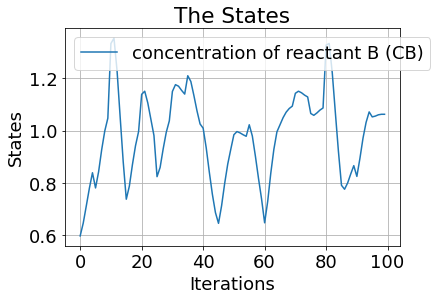 The States
concentration of reactant B (CB)
1.2
1.0
0.8
0.6
States
0
20
40
60
80
100
Iterations